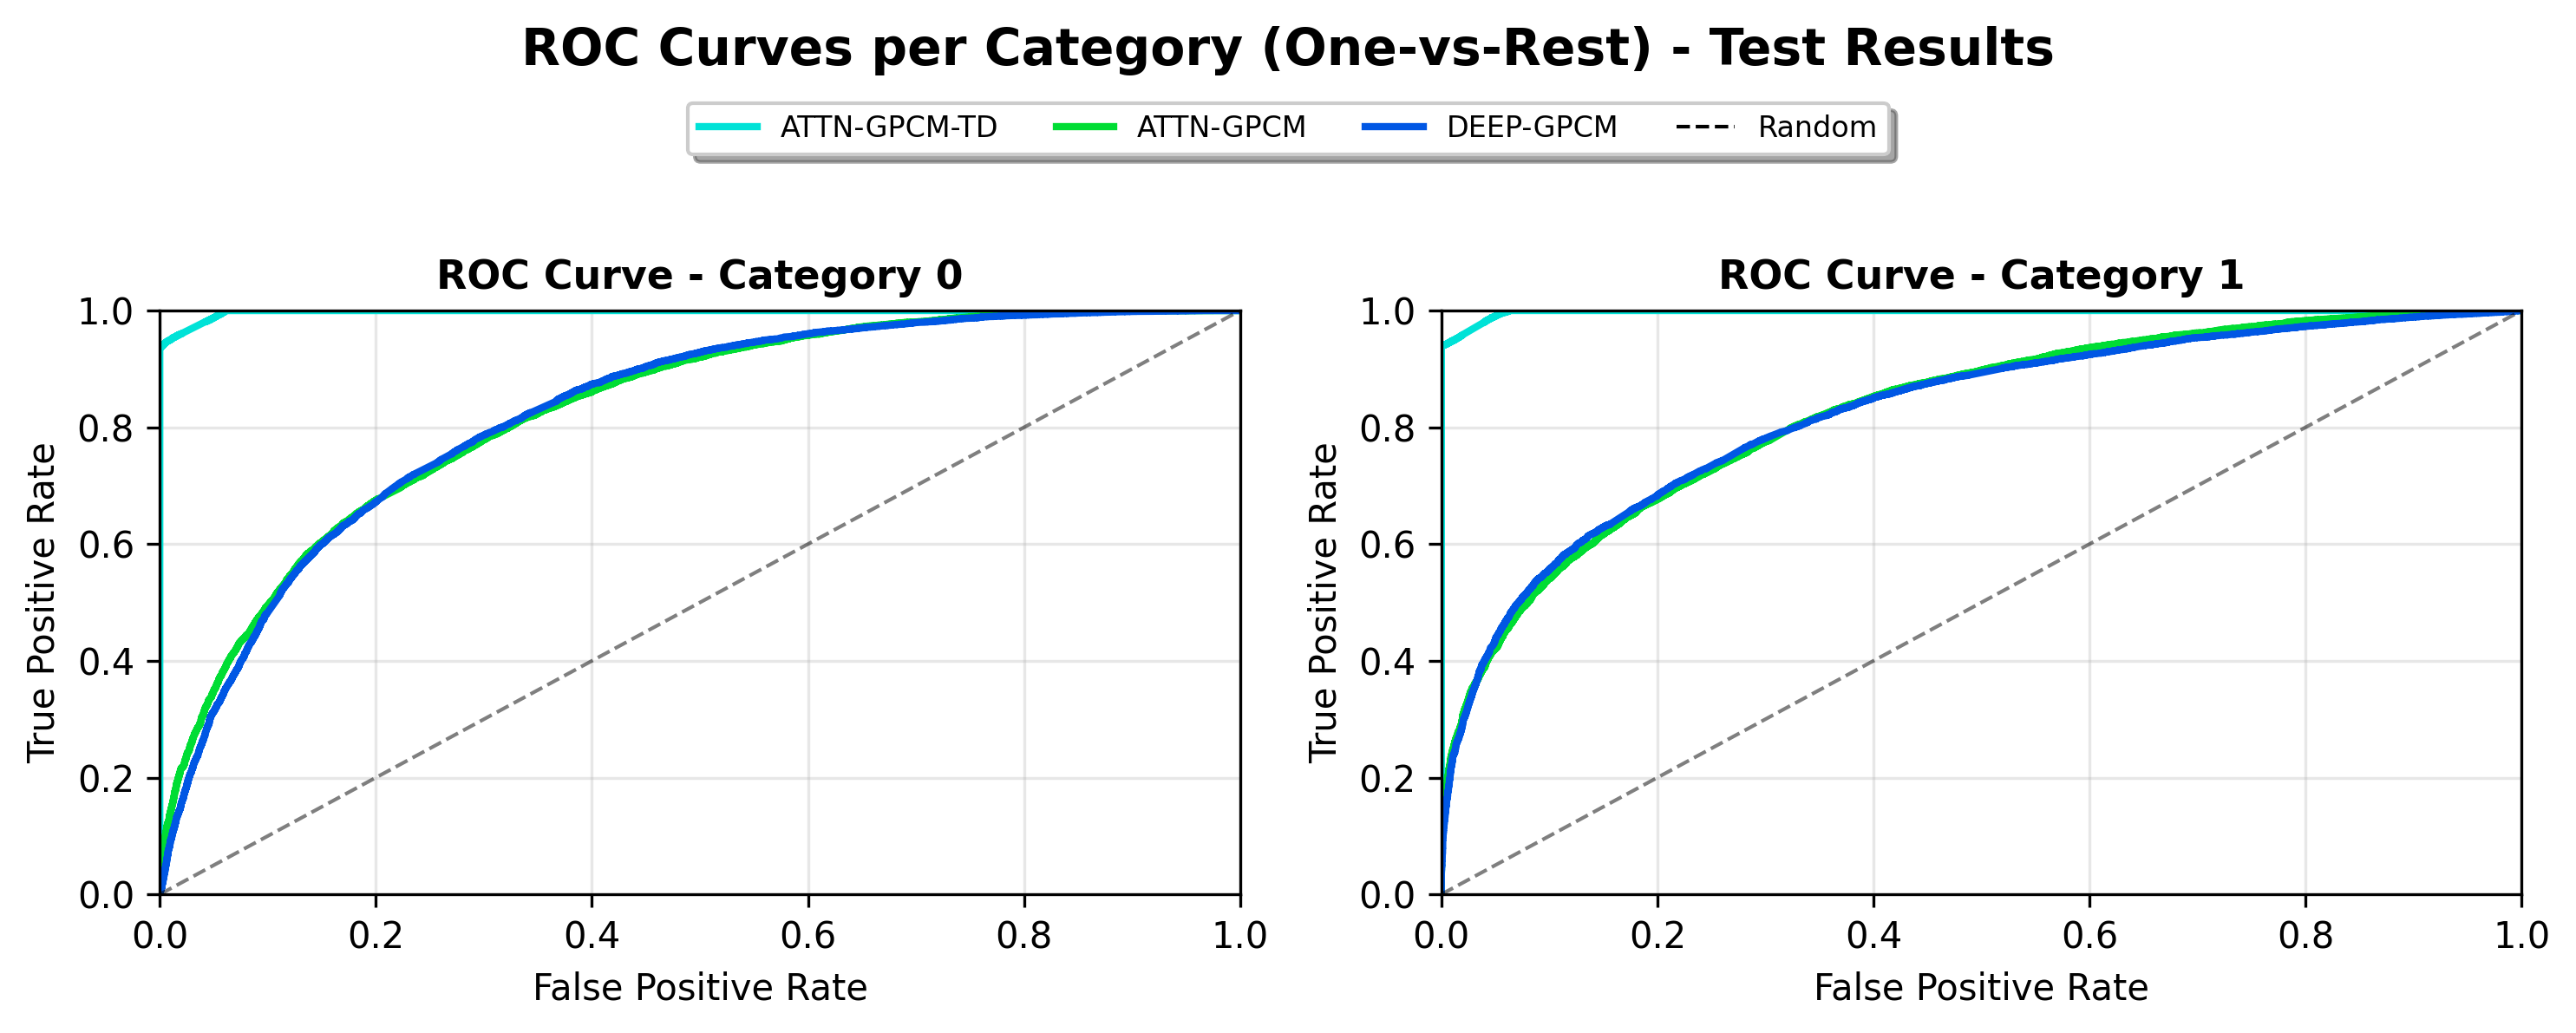 ROC Curves per Category (One-vs-Rest) - Test Results
ATTN-GPCM-TD ATTN-GPCM DEEP-GPCM Random
ROC Curve - Category 0
True Positive Rate
1.0
0.8
0.6
0.4
0.2
0.0
0.0 0.2 0.4 0.6 0.8 1.0
False Positive Rate
ROC Curve - Category 1
True Positive Rate
1.0
0.8
0.6
0.4
0.2
0.0
0.0 0.2 0.4 0.6 0.8 1.0
False Positive Rate